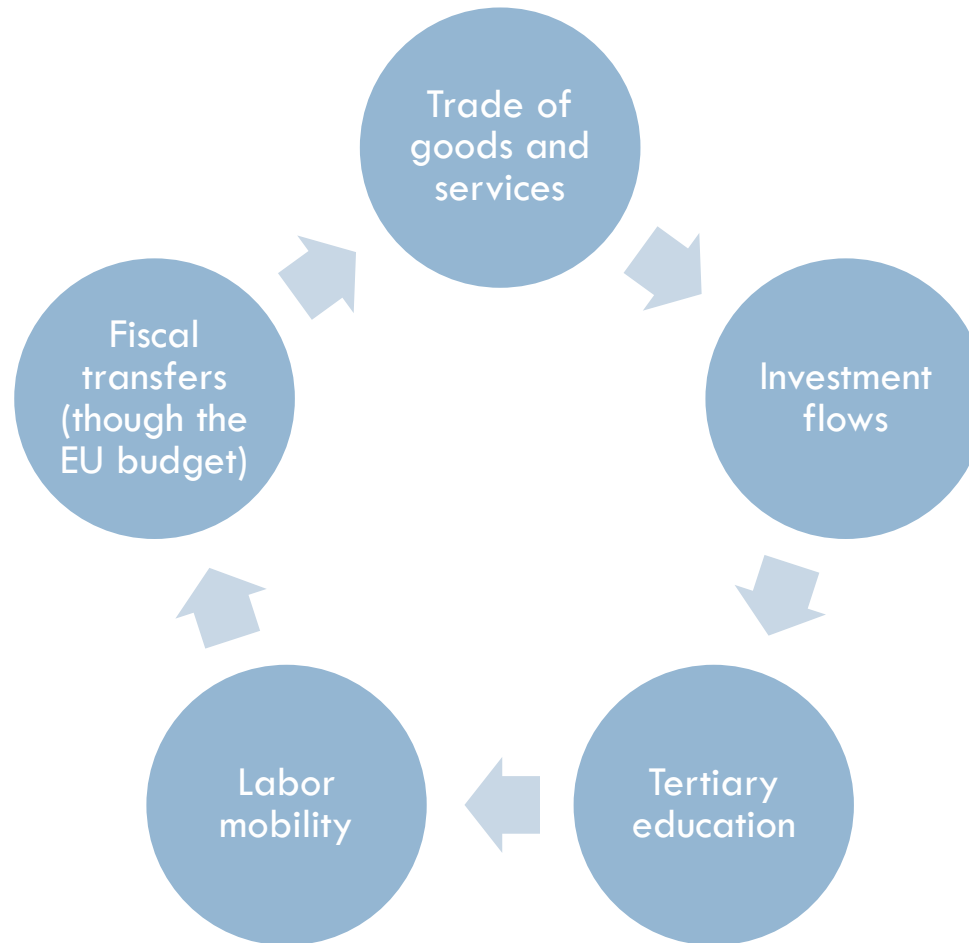 Trade of
goods and
services
Investment
flows
Tertiary
education
Labor
mobility
Fiscal
transfers
(though the
EU budget)